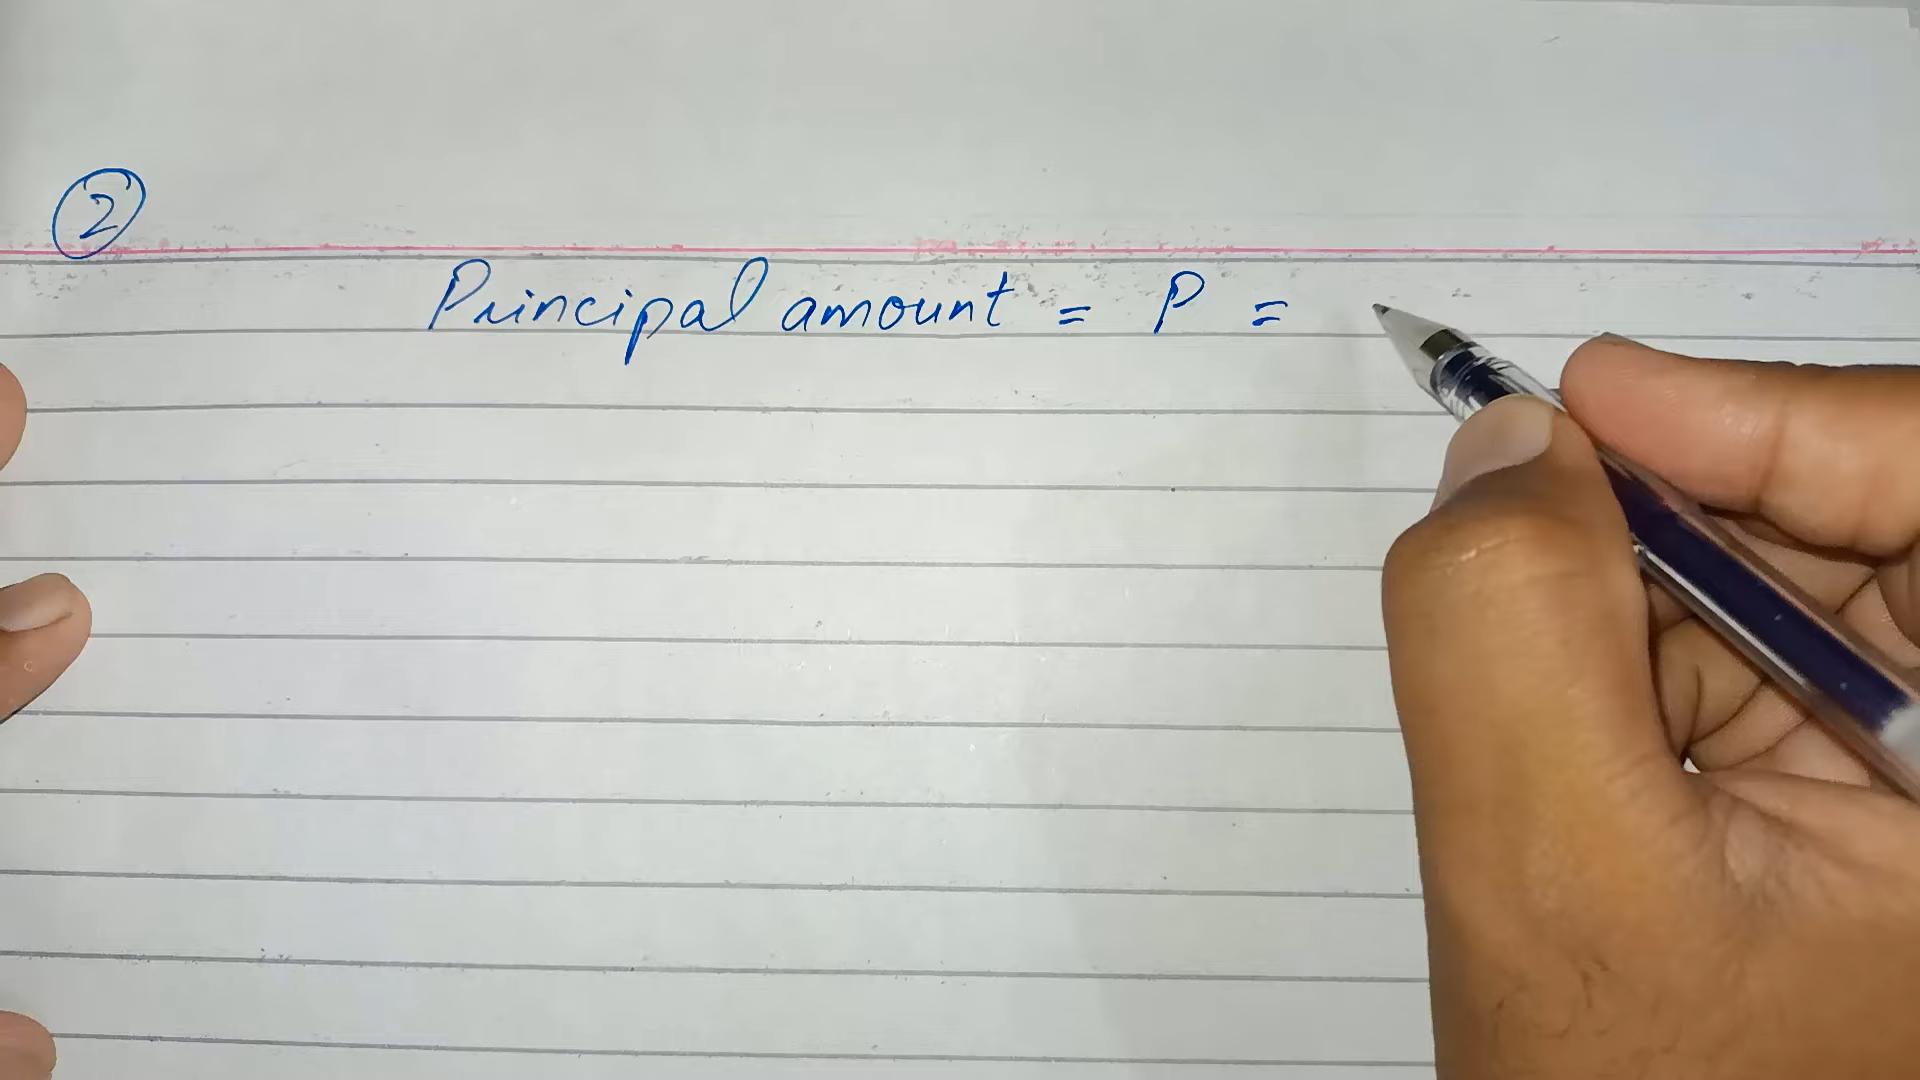 2
Principal amount = P =